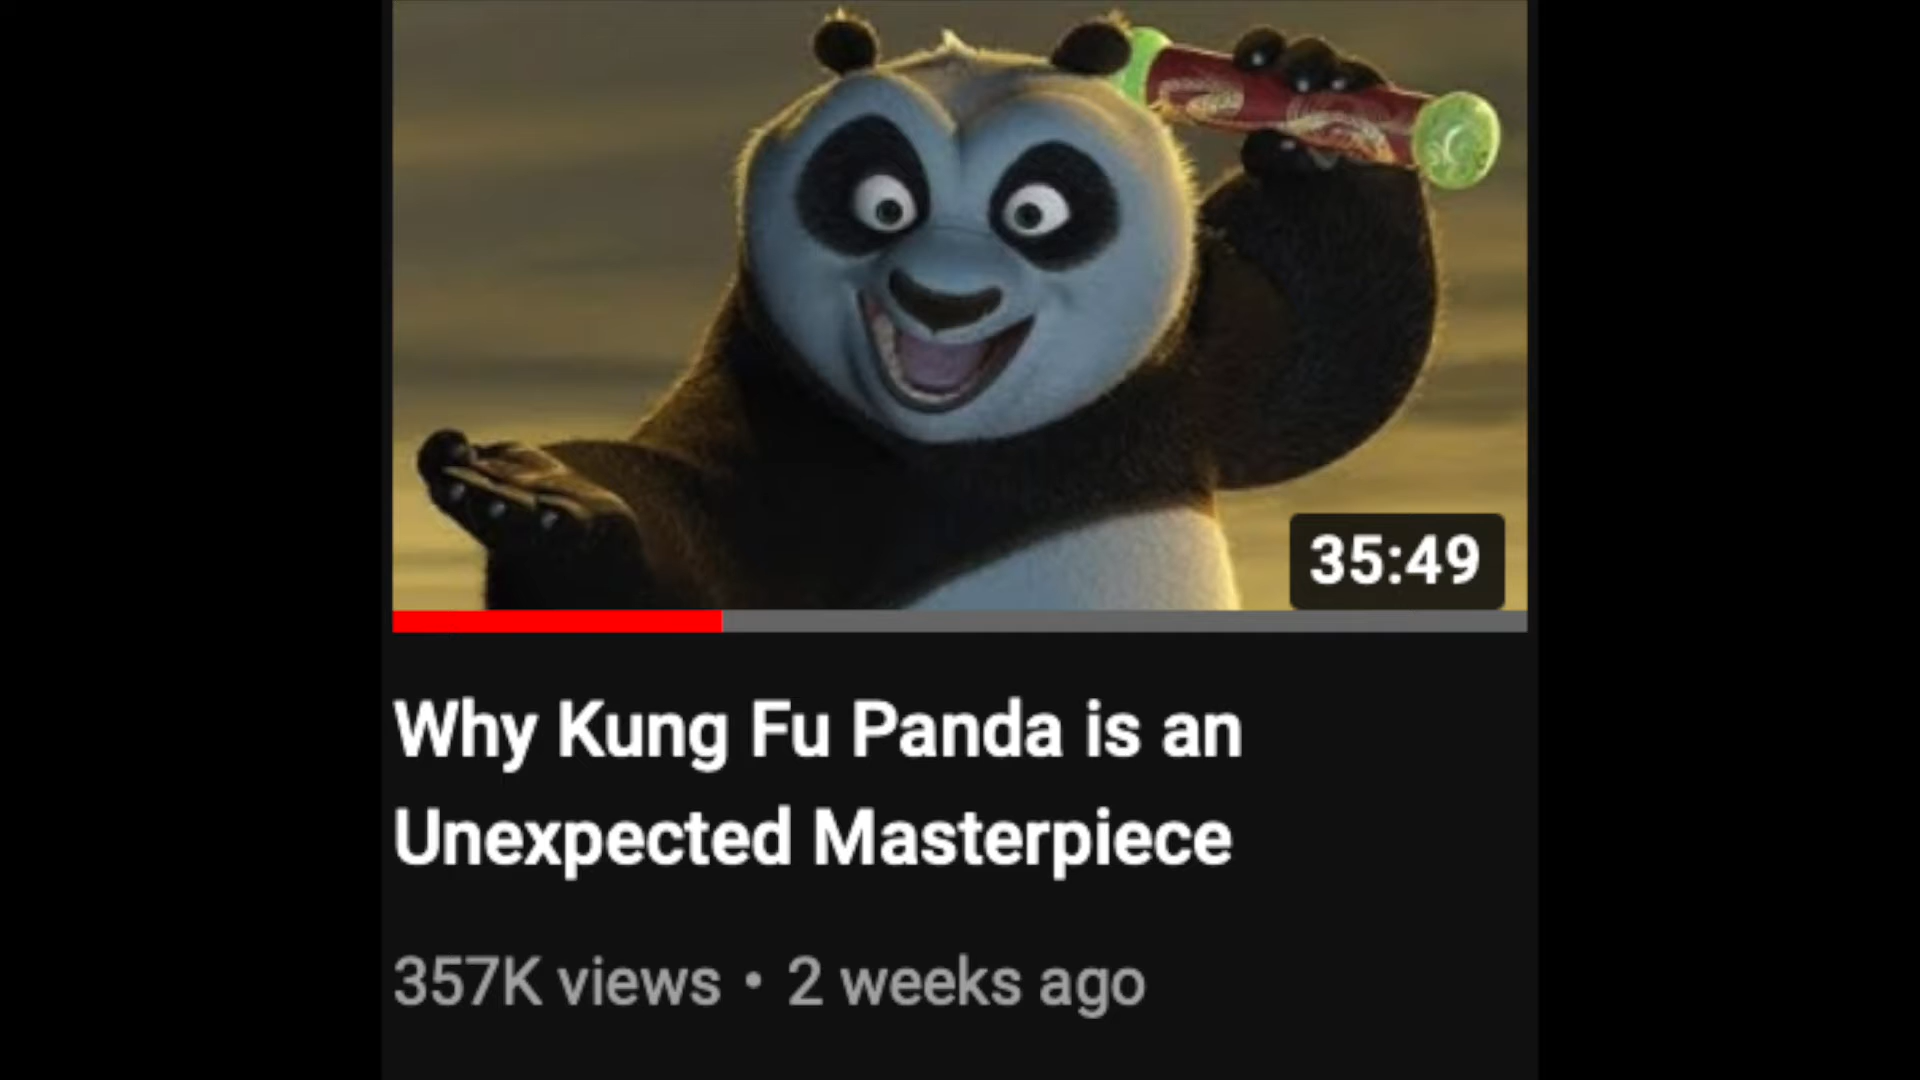 35:49
Why Kung Fu Panda is an
Unexpected Masterpiece
357K views • 2 weeks ago